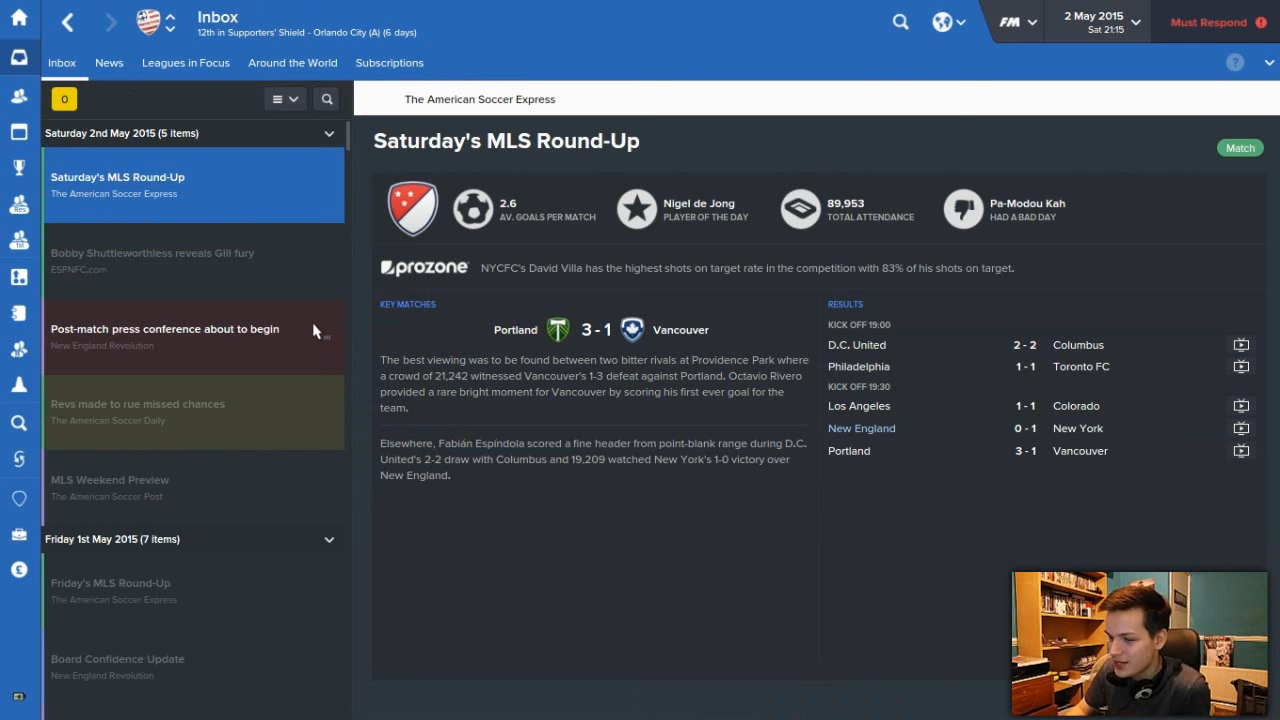 Inbox
12th in Supporters' Shield - Orlando City (A) (6 days)
FM
2 May 2015
Sat 21:15
Must Respond
Inbox
News
Leagues in Focus
Around the World
Subscriptions
?
0
Saturday 2nd May 2015 (5 items)
Saturday's MLS Round-Up
The American Soccer Express
Bobby Shuttleworthless reveals Gill fury
ESPNFC.com
Post-match press conference about to begin
New England Revolution
Revs made to rue missed chances
The American Soccer Daily
MLS Weekend Preview
The American Soccer Post
Friday 1st May 2015 (7 items)
Friday's MLS Round-Up
The American Soccer Express
Board Confidence Update
New England Revolution
The American Soccer Express
Saturday's MLS Round-Up
Match
2.6
AV. GOALS PER MATCH
Nigel de Jong
PLAYER OF THE DAY
89,953
TOTAL ATTENDANCE
Pa-Modou Kah
HAD A BAD DAY
prozone
NYCFC's David Villa has the highest shots on target rate in the competition with 83% of his shots on target.
KEY MATCHES
Portland 3 - 1 Vancouver
The best viewing was to be found between two bitter rivals at Providence Park where
a crowd of 21,242 witnessed Vancouver's 1-3 defeat against Portland. Octavio Rivero
provided a rare bright moment for Vancouver by scoring his first ever goal for the
team.
Elsewhere, Fabián Espíndola scored a fine header from point-blank range during D.C.
United's 2-2 draw with Columbus and 19,209 watched New York's 1-0 victory over
New England.
RESULTS
KICK OFF 19:00
D.C. United 2 - 2 Columbus
Philadelphia 1 - 1 Toronto FC
KICK OFF 19:30
Los Angeles 1 - 1 Colorado
New England 0 - 1 New York
Portland 3 - 1 Vancouver